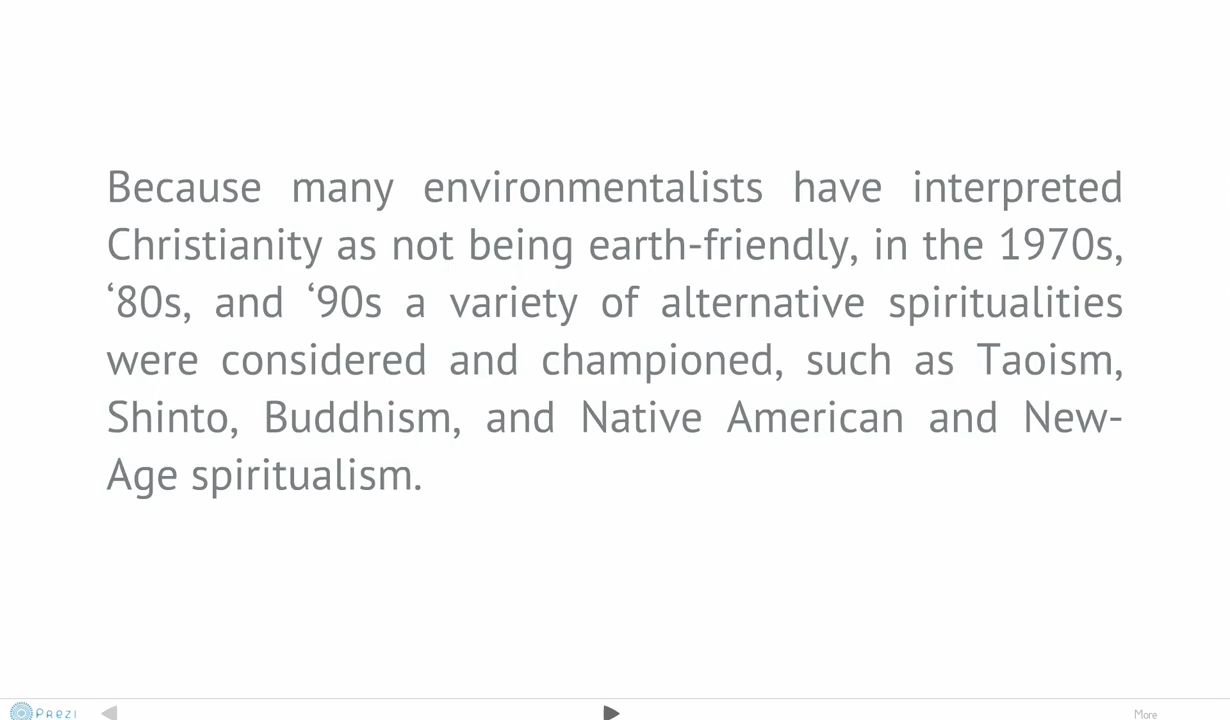 Because many environmentalists have interpreted
Christianity as not being earth-friendly, in the 1970s,
‘80s, and ‘90s a variety of alternative spiritualities
were considered and championed, such as Taoism,
Shinto, Buddhism, and Native American and New-
Age spiritualism.
Prezi
More